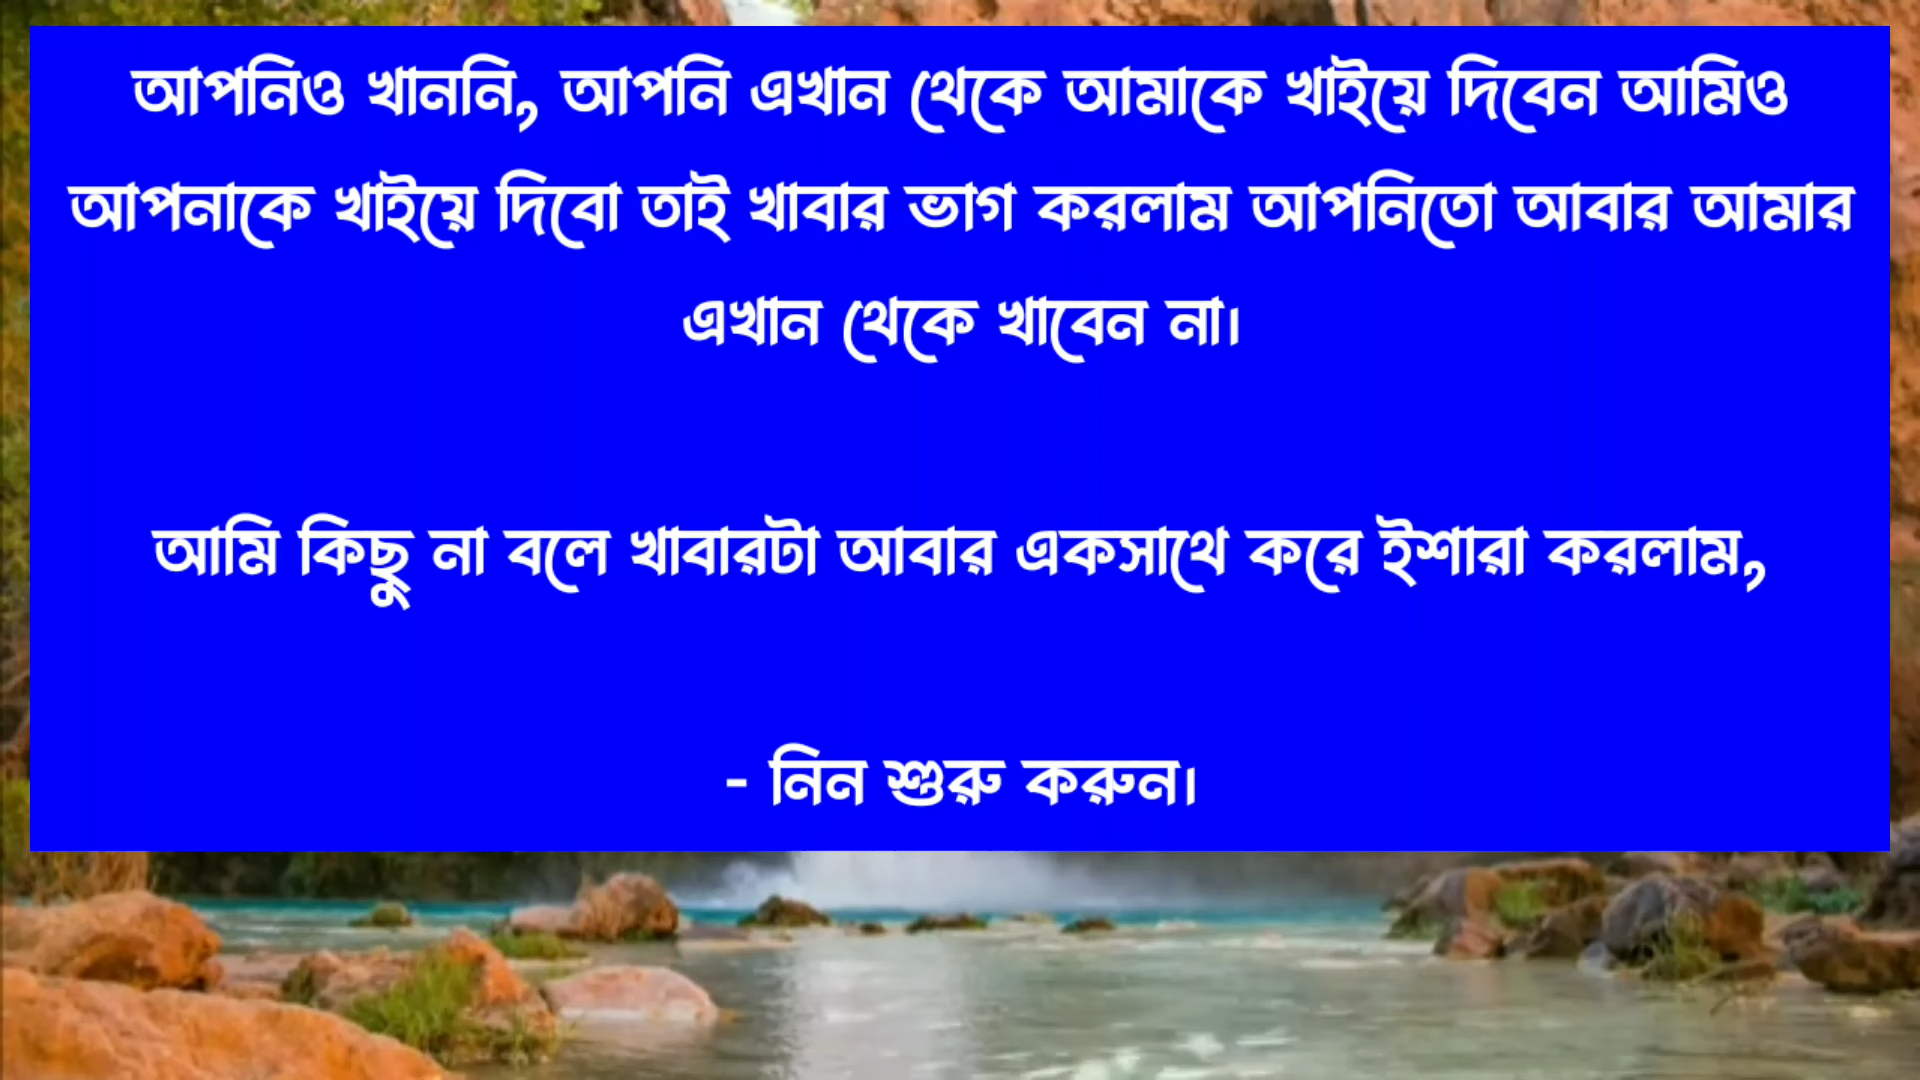 আপনিও খাননি, আপনি এখান থেকে আমাকে খাইয়ে দিবেন আমিও
আপনাকে খাইয়ে দিবো তাই খাবার ভাগ করলাম আপনিতো আবার আমার
এখান থেকে খাবেন না।
আমি কিছু না বলে খাবারটা আবার একসাথে করে ইশারা করলাম,
- নিন শুরু করুন।